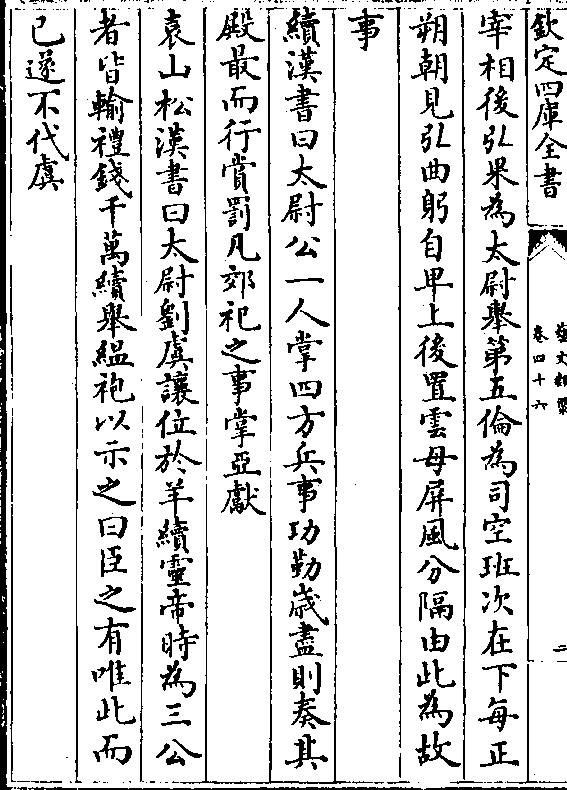 欽定四庫全書
藝文類聚
卷四十六
二
宰相後弘果為太尉舉第五倫為司空班次在下每正
朔朝見弘曲躬自卑上後置雲母屏風分隔由此為故
事
續漢書曰太尉公一人掌四方兵事功勤歲盡則奏其
殿最而行賞罰凡郊祀之事掌亞獻
袁山松漢書曰太尉劉虞讓位於羊續靈帝時為三公
者皆輸禮錢千萬續舉緼袍以示之曰臣之有唯此而
已遂不代虞